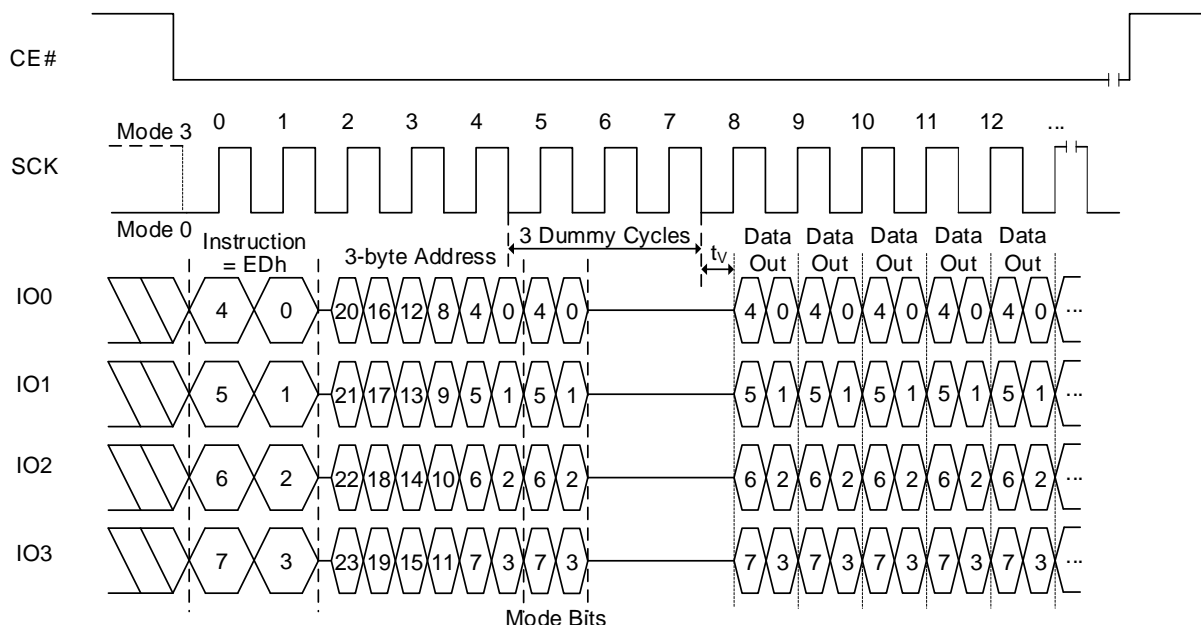 CE#
0 1 2 3 4 5 6 7 8 9 10 11 12 ...
Mode 3
SCK
Mode 0
Instruction
= EDh
3-byte Address
3 Dummy Cycles
tV
Data Out Data Out Data Out Data Out Data Out
IO0 4 0 20 16 12 8 4 0 4 0 4 0 4 0 4 0 4 0 4 0 ...
IO1 5 1 21 17 13 9 5 1 5 1 5 1 5 1 5 1 5 1 5 1 ...
IO2 6 2 22 18 14 10 6 2 6 2 6 2 6 2 6 2 6 2 6 2 ...
IO3 7 3 23 19 15 11 7 3 7 3 7 3 7 3 7 3 7 3 7 3 ...
Mode Bits